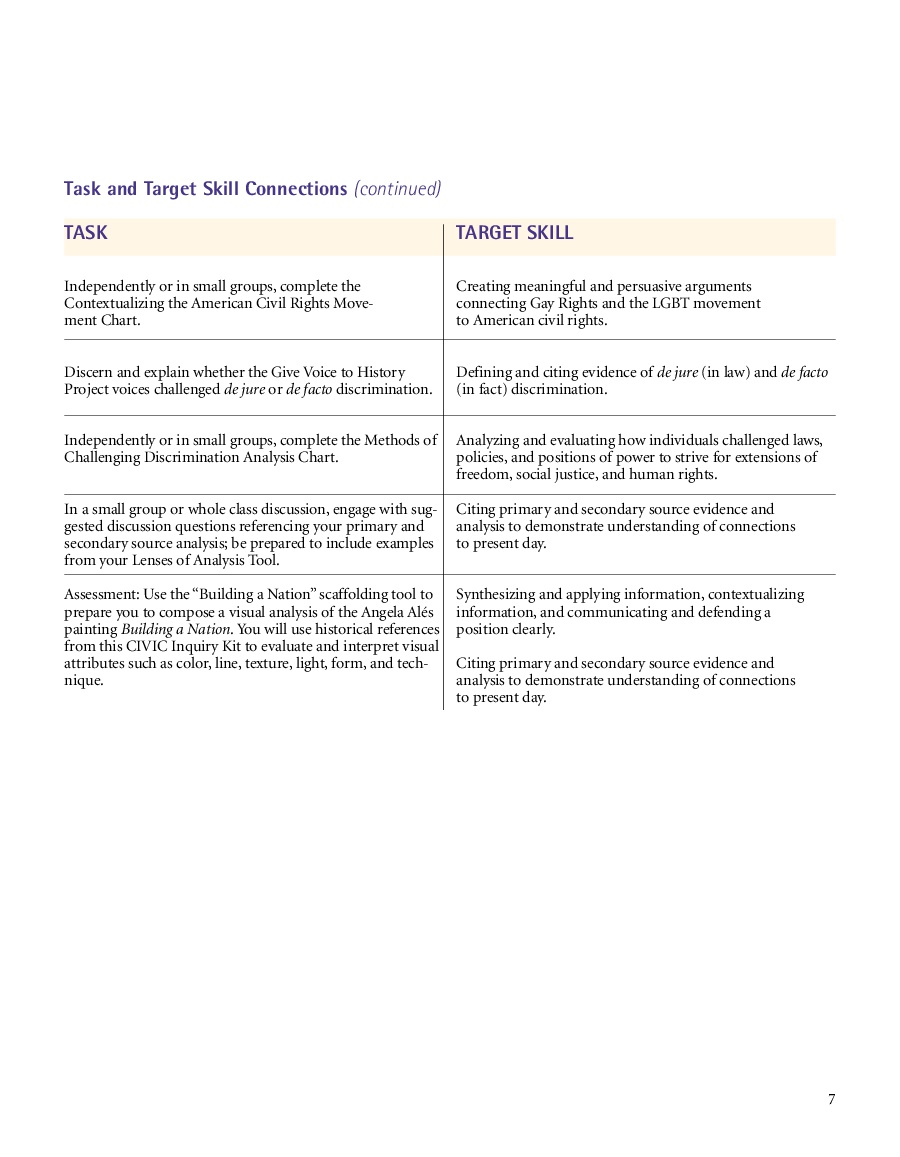 Task and Target Skill Connections (continued)
TASK
TARGET SKILL
Independently or in small groups, complete the
Contextualizing the American Civil Rights Move-
ment Chart.
Creating meaningful and persuasive arguments
connecting Gay Rights and the LGBT movement
to American civil rights.
Discern and explain whether the Give Voice to History
Project voices challenged de jure or de facto discrimination.
Defining and citing evidence of de jure (in law) and de facto
(in fact) discrimination.
Independently or in small groups, complete the Methods of
Challenging Discrimination Analysis Chart.
Analyzing and evaluating how individuals challenged laws,
policies, and positions of power to strive for extensions of
freedom, social justice, and human rights.
In a small group or whole class discussion, engage with sug-
gested discussion questions referencing your primary and
secondary source analysis; be prepared to include examples
from your Lenses of Analysis Tool.
Citing primary and secondary source evidence and
analysis to demonstrate understanding of connections
to present day.
Assessment: Use the “Building a Nation” scaffolding tool to
prepare you to compose a visual analysis of the Angela Alés
painting Building a Nation. You will use historical references
from this CIVIC Inquiry Kit to evaluate and interpret visual
attributes such as color, line, texture, light, form, and tech-
nique.
Synthesizing and applying information, contextualizing
information, and communicating and defending a
position clearly.
Citing primary and secondary source evidence and
analysis to demonstrate understanding of connections
to present day.
7